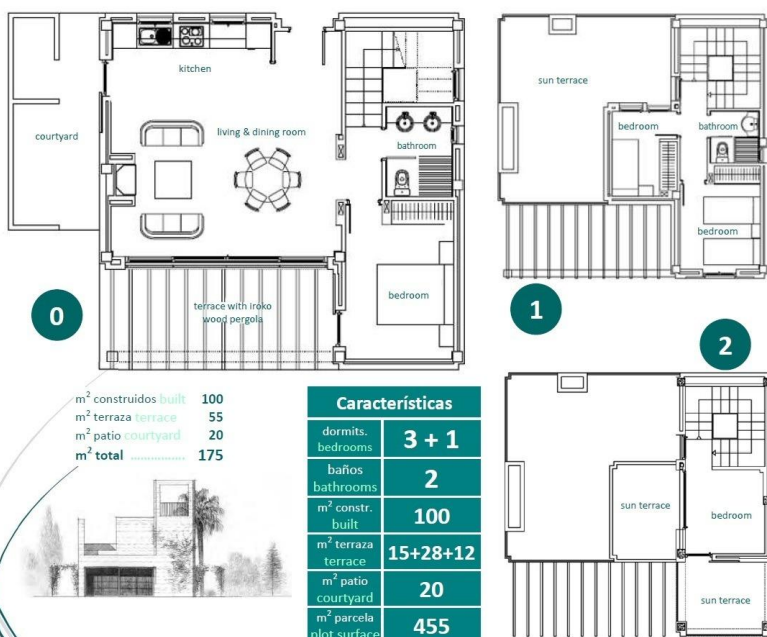 kitchen
courtyard
living & dining room
bathroom
bedroom
terrace with iroko
wood pergola
0
sun terrace
bedroom
bathroom
bedroom
1
2
sun terrace
bedroom
sun terrace
m² construidos built 100
m² terraza terrace 55
m² patio courtyard 20
m² total ................ 175
Características
dormits.
bedrooms
3 + 1
baños
bathrooms
2
m² constr.
built
100
m² terraza
terrace
15+28+12
m² patio
courtyard
20
m² parcela
plot surface
455